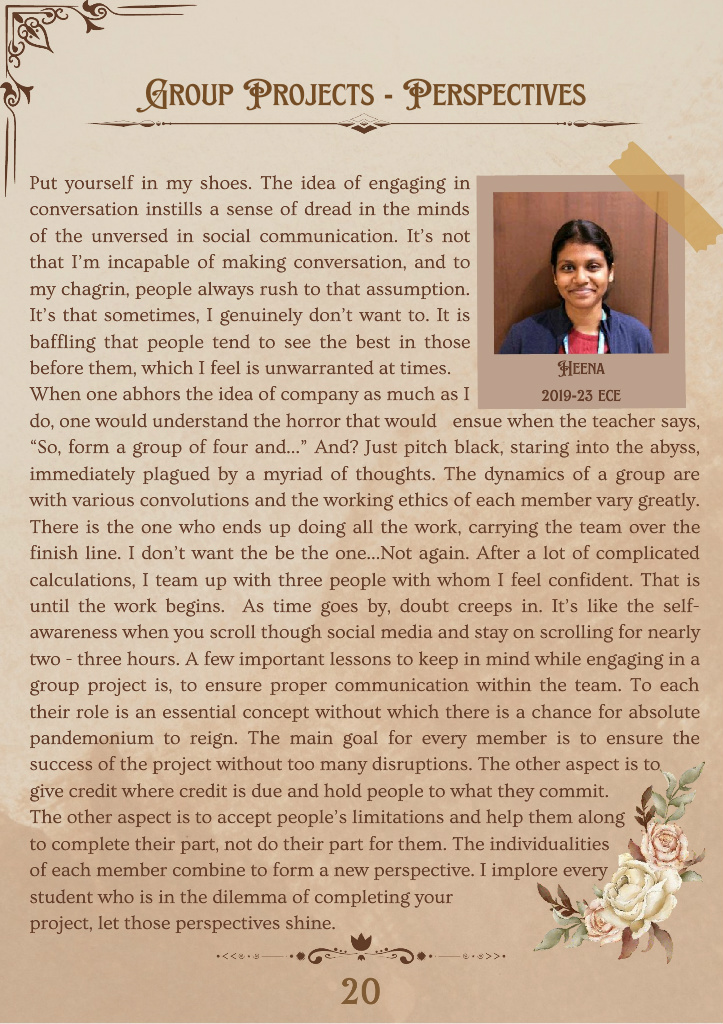 Group Projects - Perspectives
Put yourself in my shoes. The idea of engaging in
conversation instills a sense of dread in the minds
of the unversed in social communication. It's not
that I'm incapable of making conversation, and to
my chagrin, people always rush to that assumption.
It's that sometimes, I genuinely don't want to. It is
baffling that people tend to see the best in those
before them, which I feel is unwarranted at times.
When one abhors the idea of company as much as I
do, one would understand the horror that would ensue when the teacher says,
"So, form a group of four and..." And? Just pitch black, staring into the abyss,
immediately plagued by a myriad of thoughts. The dynamics of a group are
with various convolutions and the working ethics of each member vary greatly.
There is the one who ends up doing all the work, carrying the team over the
finish line. I don't want the be the one...Not again. After a lot of complicated
calculations, I team up with three people with whom I feel confident. That is
until the work begins. As time goes by, doubt creeps in. It's like the self-
awareness when you scroll though social media and stay on scrolling for nearly
two - three hours. A few important lessons to keep in mind while engaging in a
group project is, to ensure proper communication within the team. To each
their role is an essential concept without which there is a chance for absolute
pandemonium to reign. The main goal for every member is to ensure the
success of the project without too many disruptions. The other aspect is to
give credit where credit is due and hold people to what they commit.
The other aspect is to accept people's limitations and help them along
to complete their part, not do their part for them. The individualities
of each member combine to form a new perspective. I implore every
student who is in the dilemma of completing your
project, let those perspectives shine.
Heena
2019-23 ECE
20